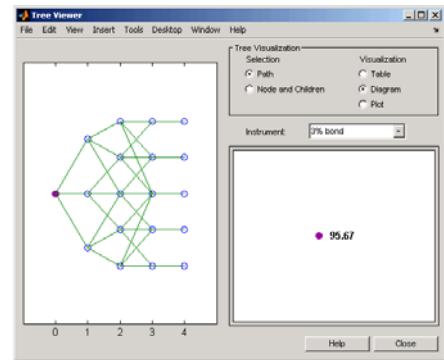 Tree Viewer
File Edit View Insert Tools Desktop Window Help
Tree Visualization
Selection
Visualization
Path
Table
Node and Children
Diagram
Plot
Instrument:
3% bond
95.67
0 1 2 3 4
Help
Close